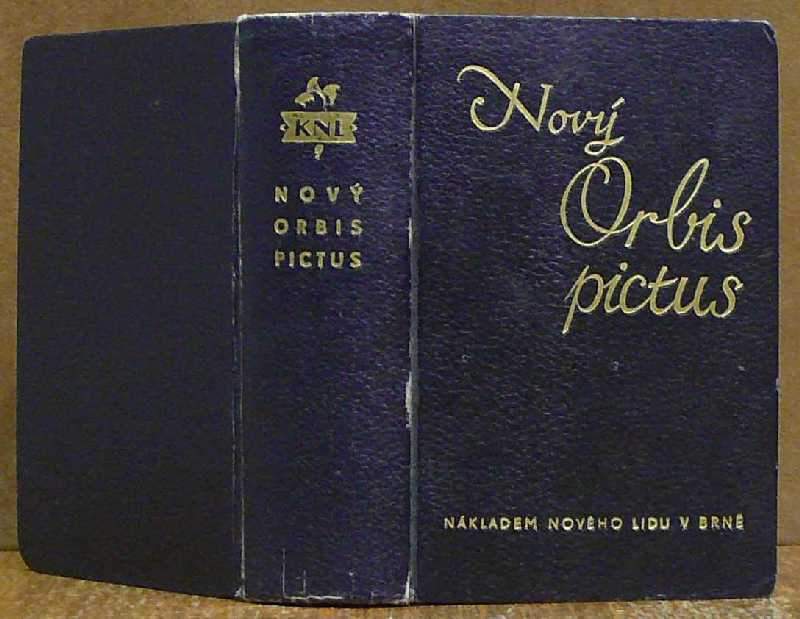 KNL
NOVÝ
ORBIS
PICTUS
Nový
Orbis
pictus
NÁKLADEM NOVÉHO LIDU V BRNĚ